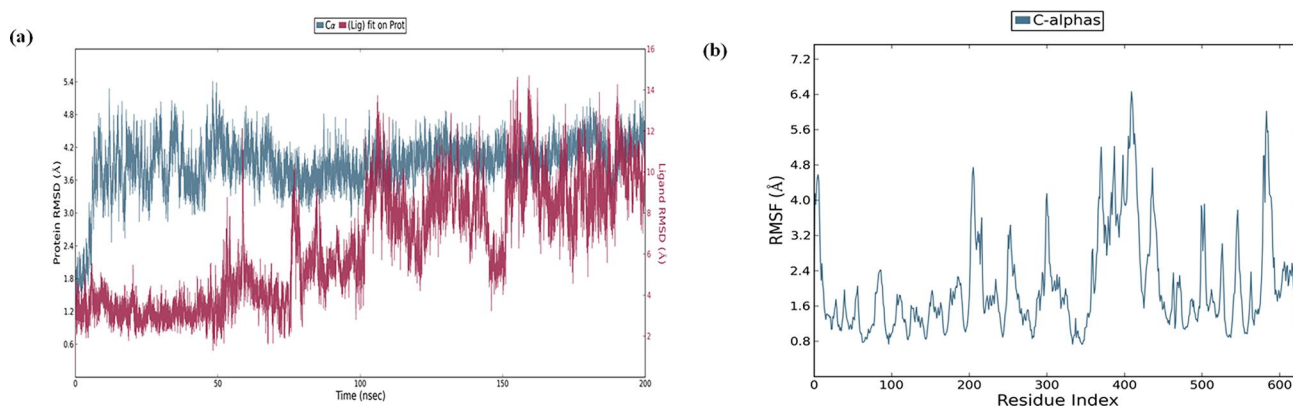 (a)
Cα (Lig) fit on Prot
Protein RMSD (Å)
5.4
4.8
4.2
3.6
3.0
2.4
1.8
1.2
0.6
16
14
12
10
8
6
4
2
Ligand RMSD (Å)
0 50 100 150 200
Time (nsec)
(b)
C-alphas
RMSF (Å)
7.2
6.4
5.6
4.8
4.0
3.2
2.4
1.6
0.8
0 100 200 300 400 500 600
Residue Index